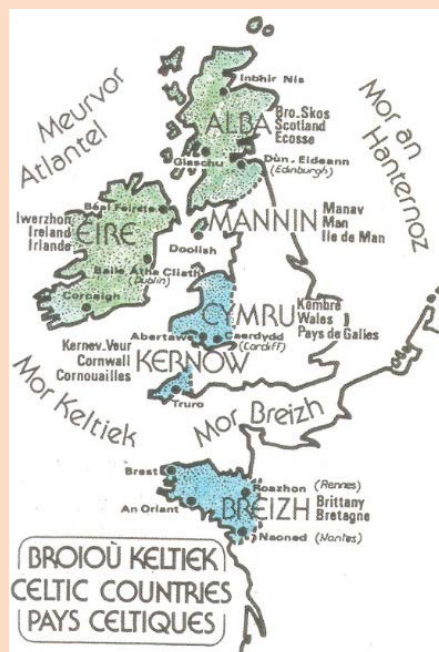 Meurvor
Atlantel
Mor an
Hanternoz
Inbhir Nis
ALBA
Bro.Skos
Scotland
Ecosse
Glaschu
Dùn.Eideann
(Edinburgh)
Béal Feirste
Iwerzhon
Ireland
Irlande
ÉIRE
MANNIN
Manav
Man
Ile de Man
Doolish
Baile Atha Cliath
(Dublin)
Corcaigh
CYMRU
Kembre
Wales
Pays de Galles
Abertawe
Caerdydd
(Cardiff)
Kernev.Veur
Cornwall
Cornouailles
KERNOW
Truro
Mor Keltiek
Mor Breizh
Brest
Roazhon
(Rennes)
An Oriant
BREIZH
Brittany
Bretagne
Naoned
(Nantes)
BROIOÙ KELTIEK
CELTIC COUNTRIES
PAYS CELTIQUES